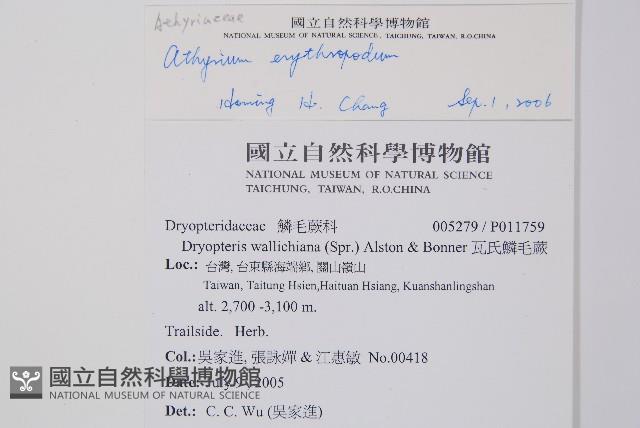 Athyriaceae
國立自然科學博物館
NATIONAL MUSEUM OF NATURAL SCIENCE, TAICHUNG, TAIWAN, R.O.CHINA
Athyrium erythropodum
H. Chang Sep. 1, 2006
國立自然科學博物館
NATIONAL MUSEUM OF NATURAL SCIENCE
TAICHUNG, TAIWAN, R.O.CHINA
Dryopteridaceae 鱗毛蕨科 005279 / P011759
Dryopteris wallichiana (Spr.) Alston & Bonner 瓦氏鱗毛蕨
Loc.: 台灣, 台東縣海端鄉, 關山嶺山
Taiwan, Taitung Hsien,Haituan Hsiang, Kuanshanlingshan
alt. 2,700 -3,100 m.
Trailside. Herb.
Col.: 吳家進, 張詠嬋 & 江惠敏 No.00418
國立自然科學博物館
Date: July 2005
NATIONAL MUSEUM OF NATURAL SCIENCE
Det.: C. C. Wu (吳家進)